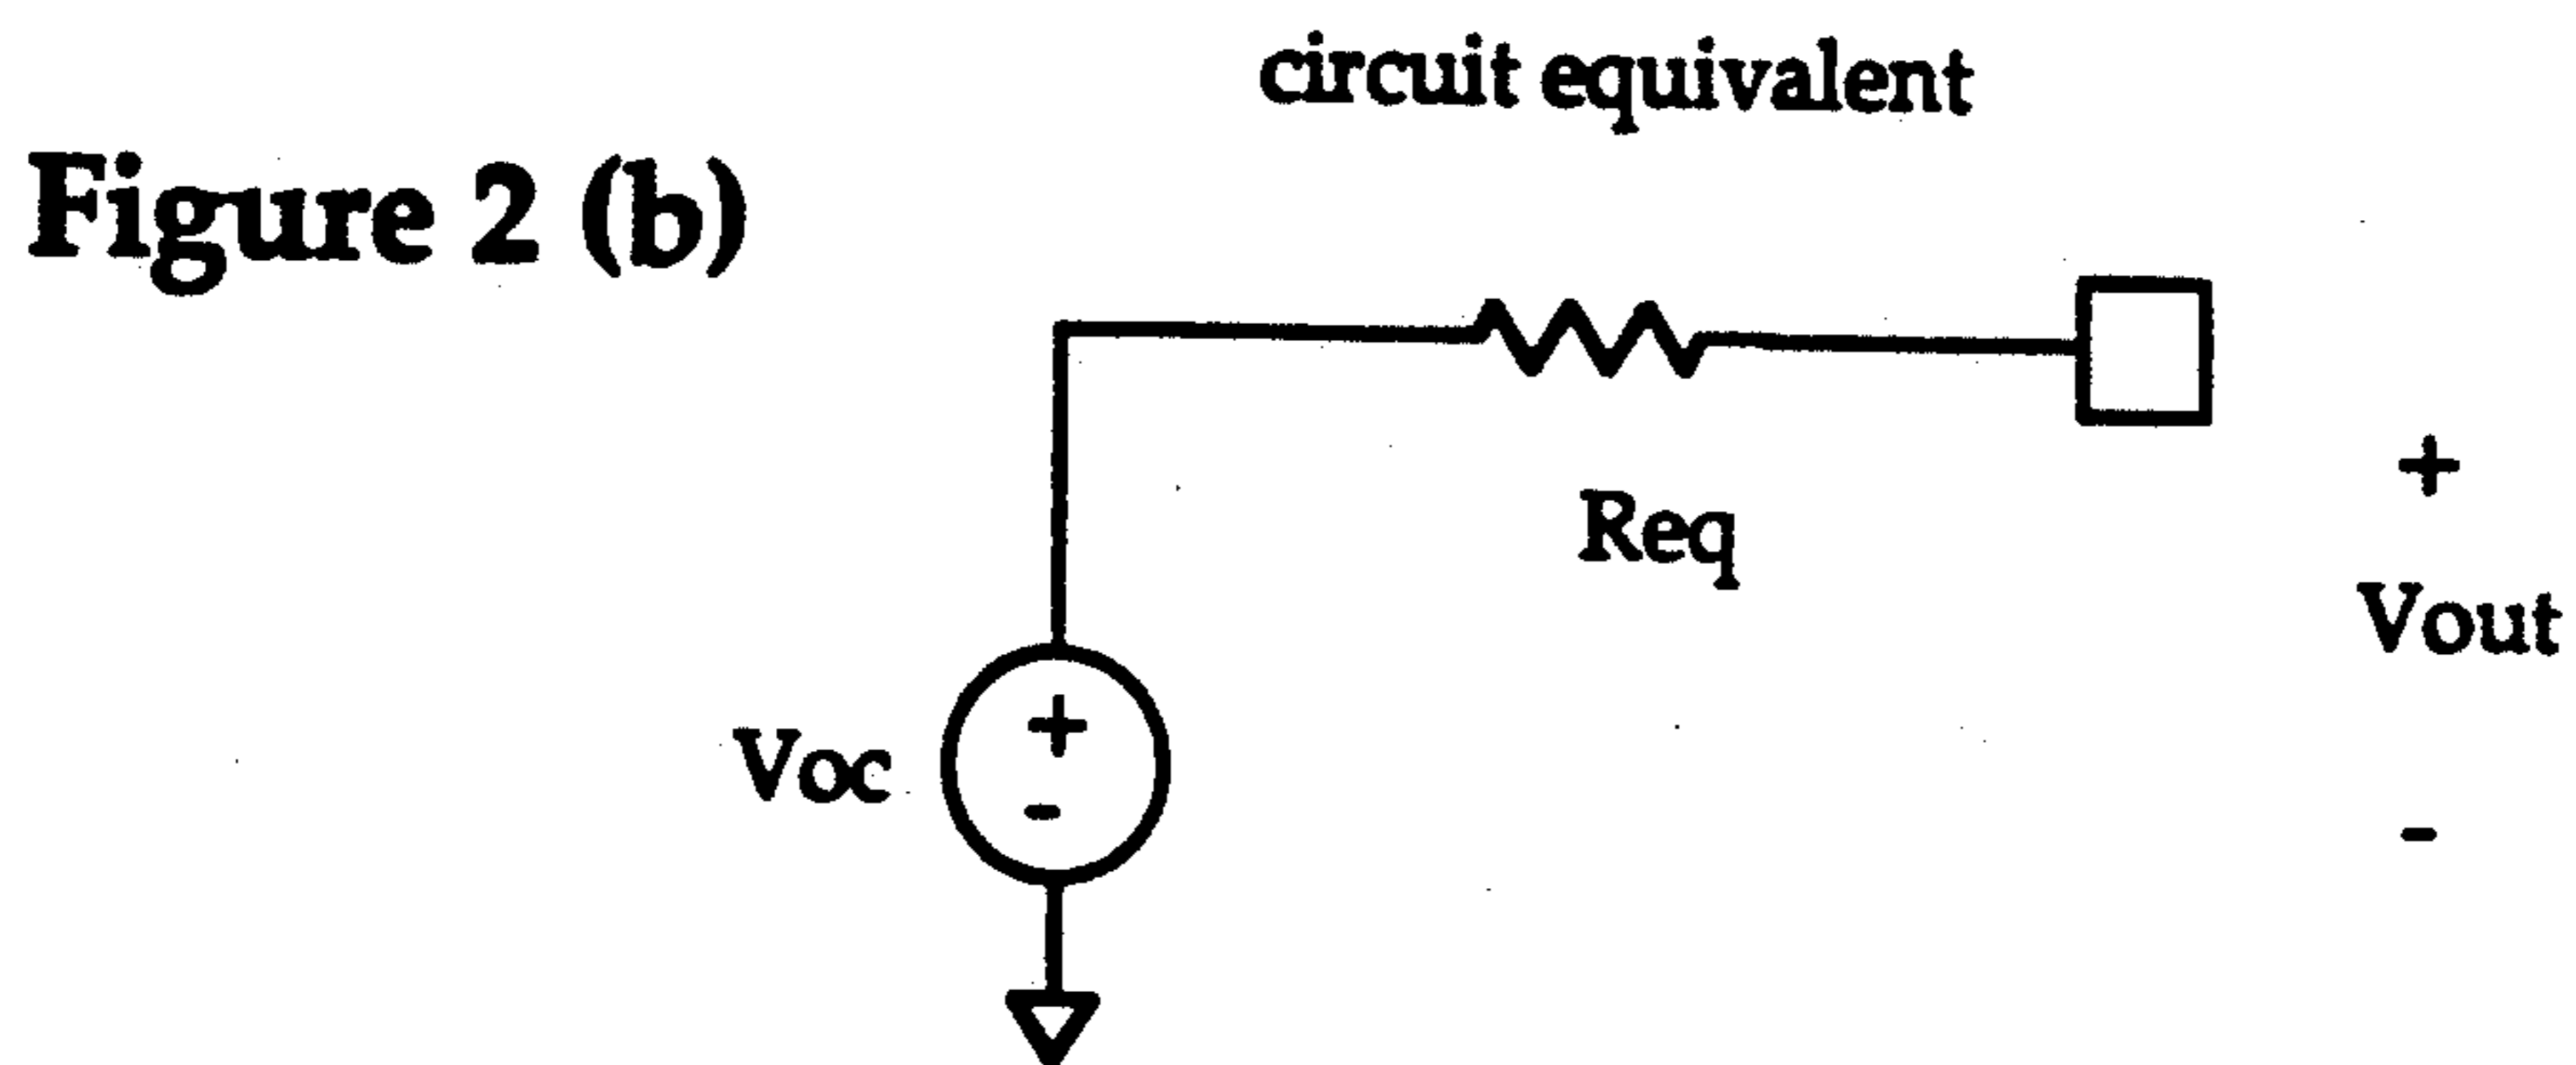 circuit equivalent
Figure 2 (b)
+
Req
Vout
Voc
+
-
-